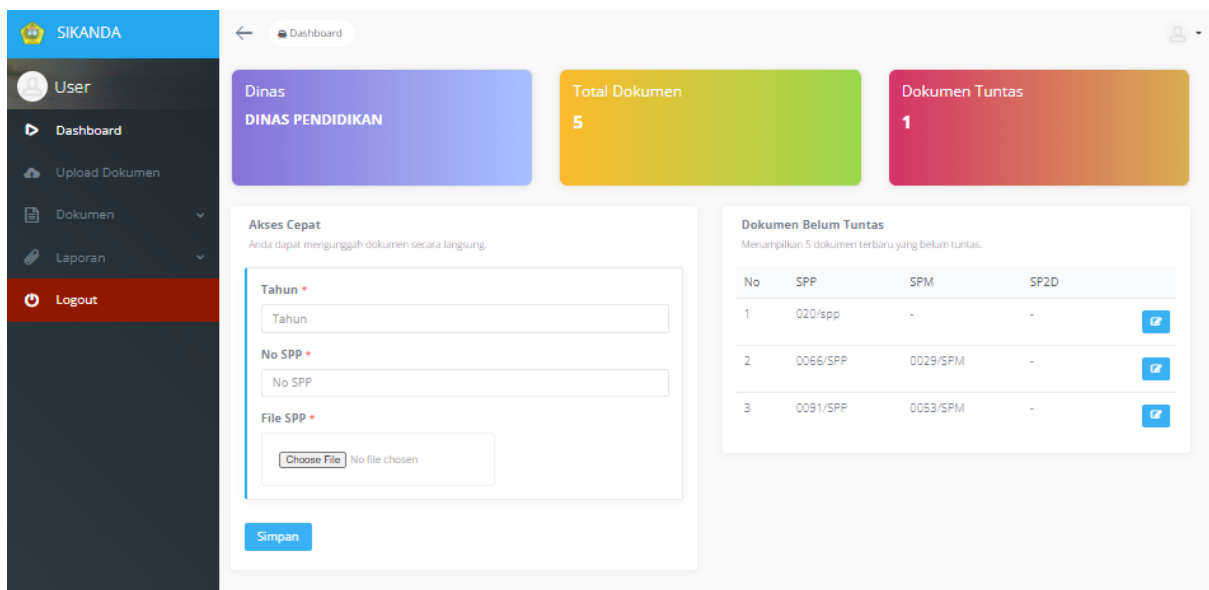 SIKANDA
User
Dashboard
Upload Dokumen
Dokumen
Laporan
Logout
Dashboard
Dinas
DINAS PENDIDIKAN
Total Dokumen
5
Dokumen Tuntas
1
Akses Cepat
Anda dapat mengunggah dokumen secara langsung.
Tahun *
Tahun
No SPP *
No SPP
File SPP *
Choose File No file chosen
Simpan
Dokumen Belum Tuntas
Menampilkan 5 dokumen terbaru yang belum tuntas.
No SPP SPM SP2D
1 020/spp - -
2 0066/SPP 0029/SPM -
3 0091/SPP 0053/SPM -